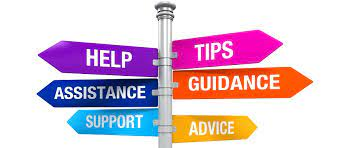 HELP
TIPS
ASSISTANCE
GUIDANCE
SUPPORT
ADVICE